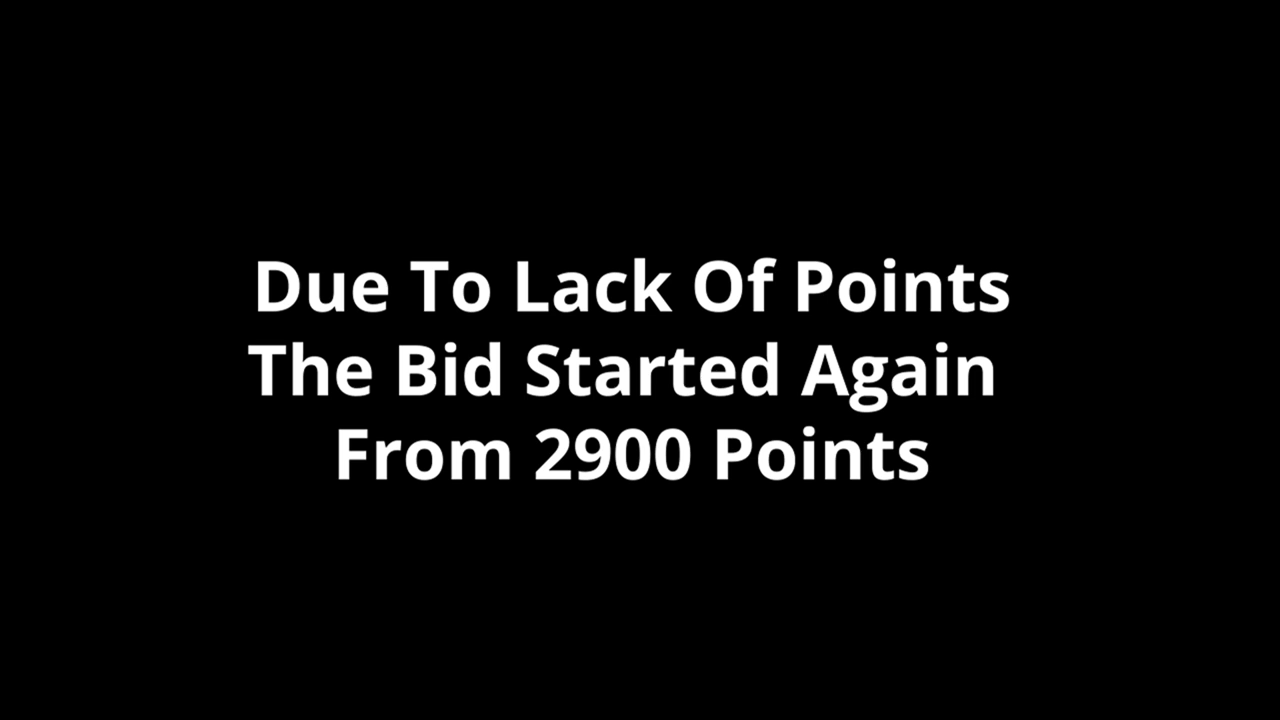 Due To Lack Of Points
The Bid Started Again
From 2900 Points